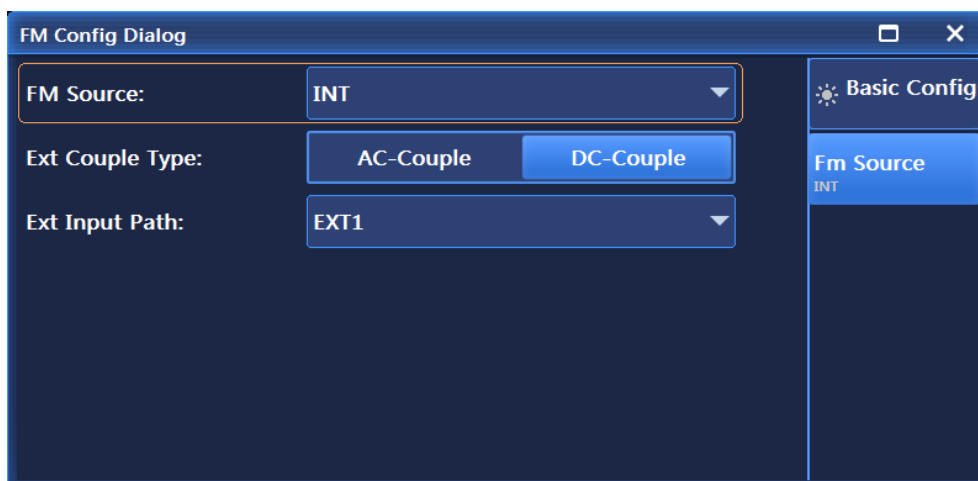 FM Config Dialog
FM Source:
INT
Ext Couple Type:
AC-Couple
DC-Couple
Ext Input Path:
EXT1
Basic Config
Fm Source
INT